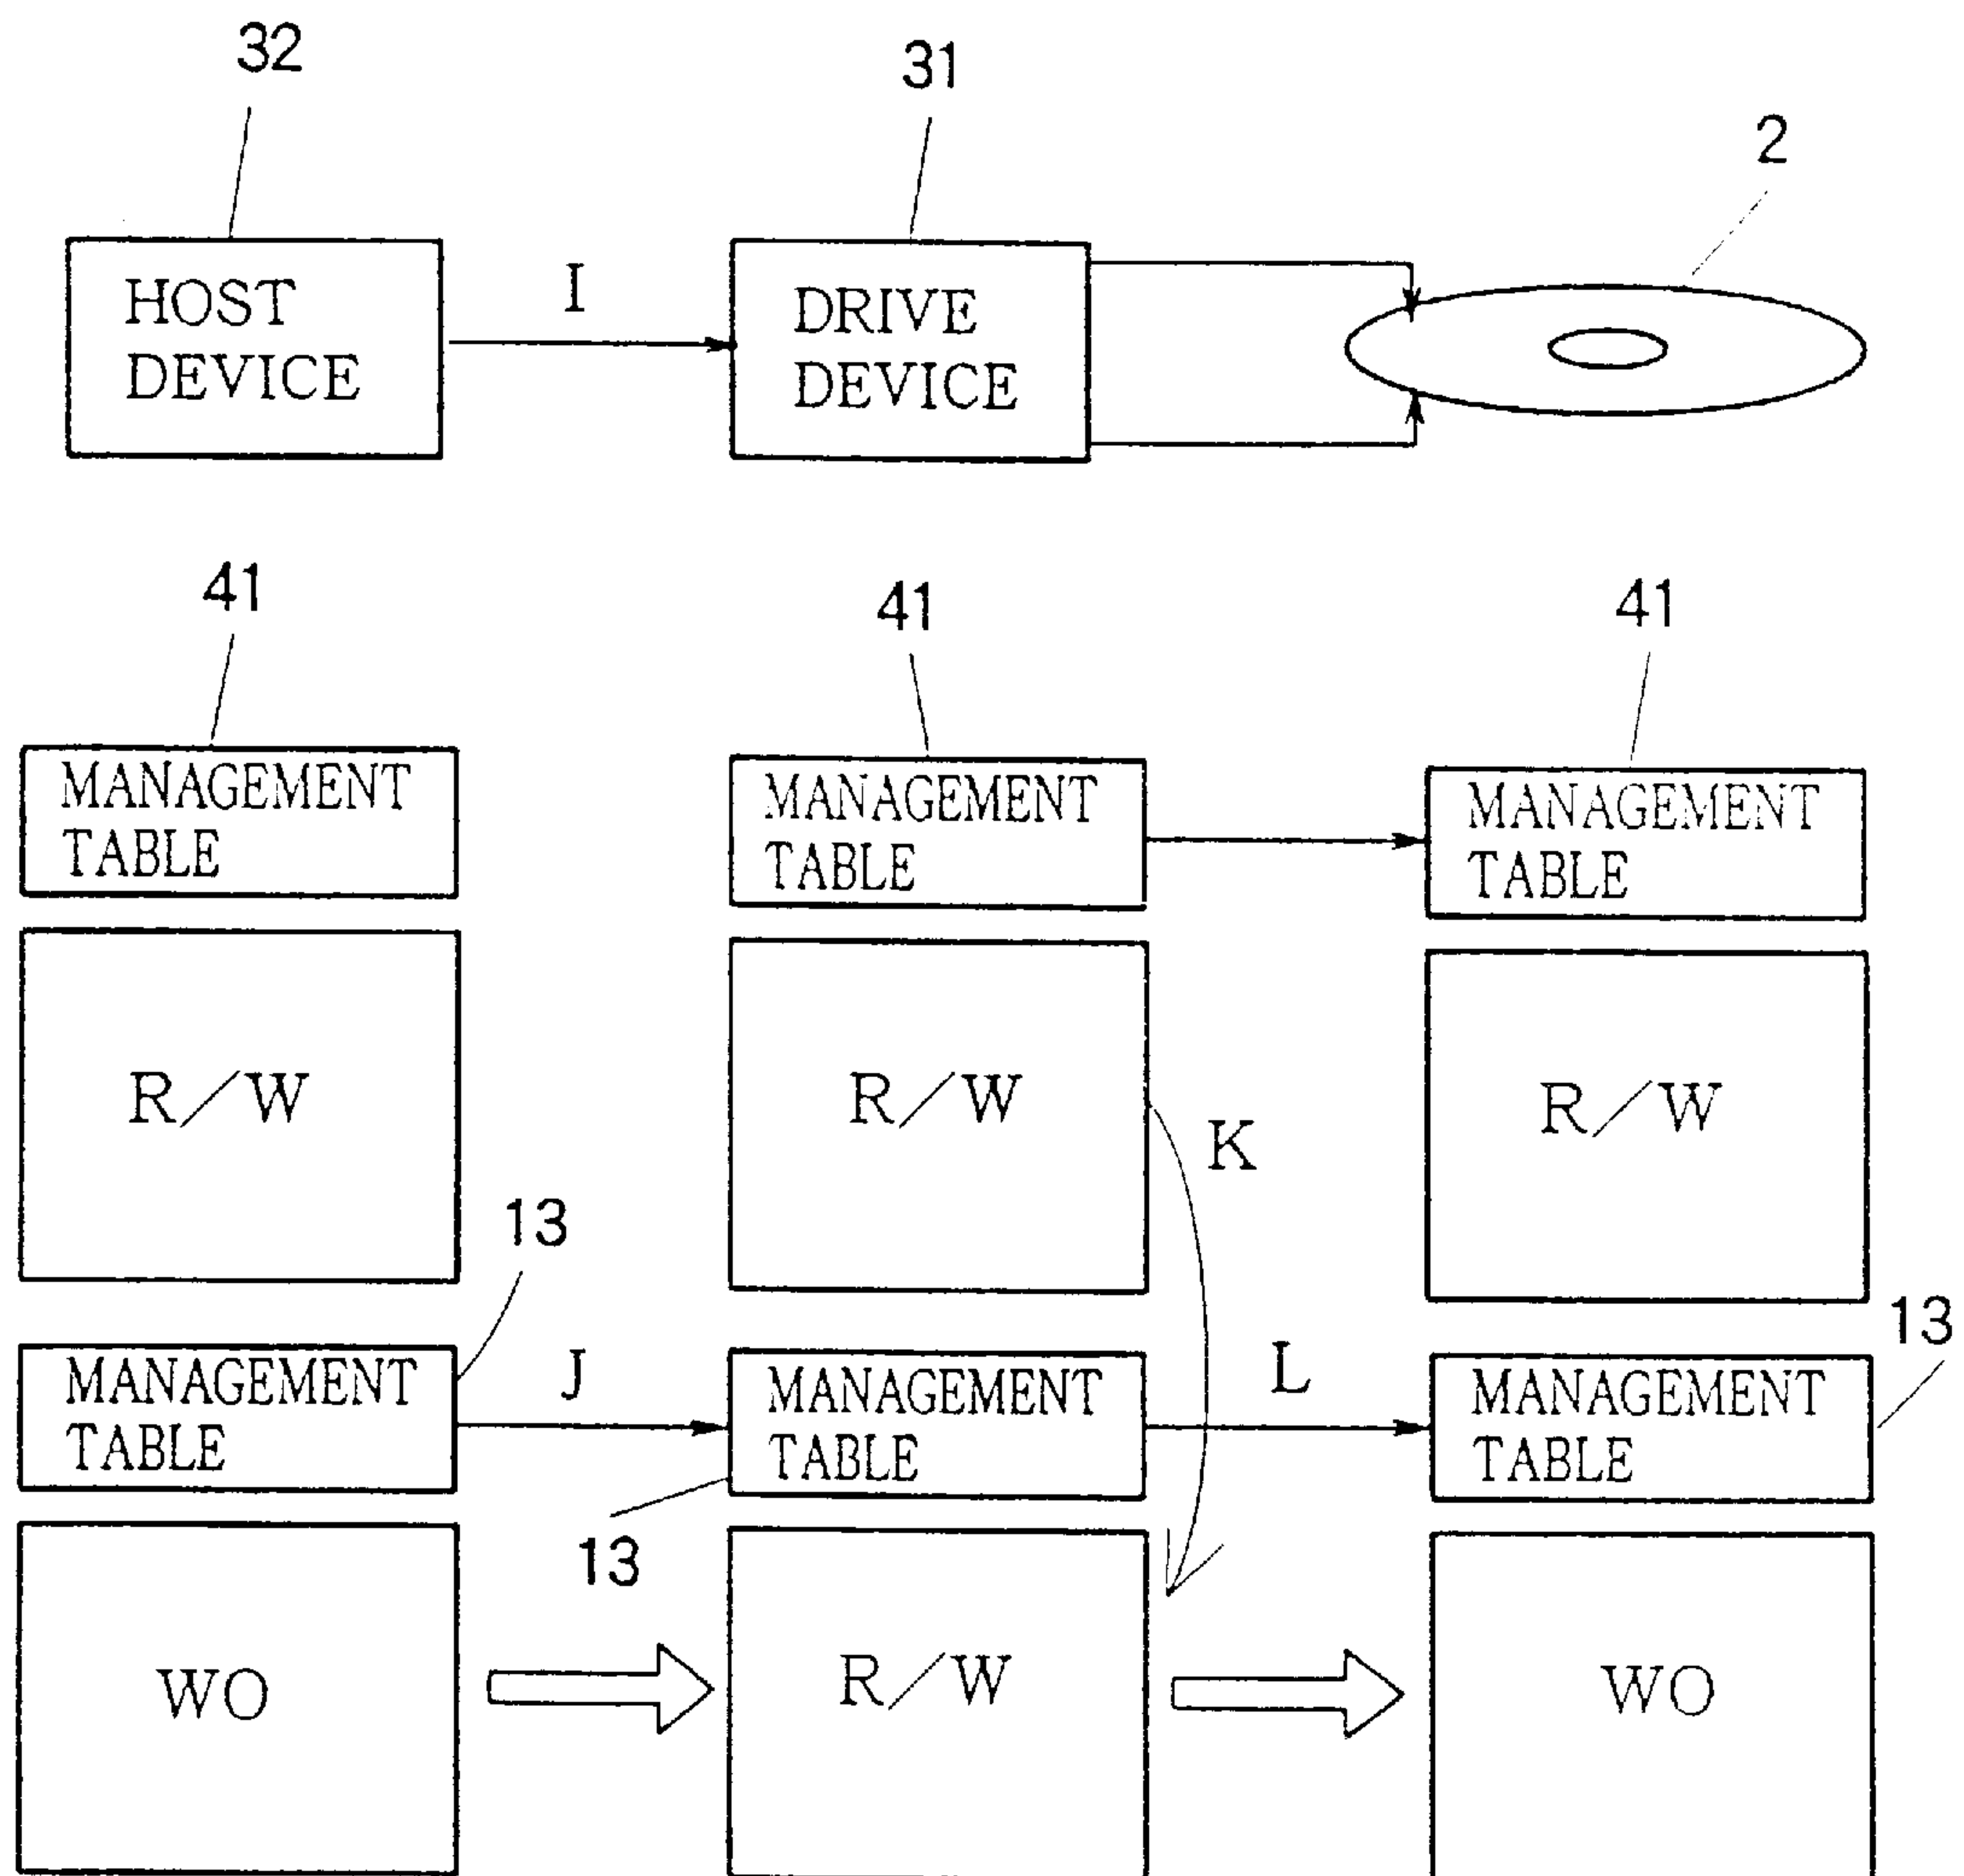 32
31
2
HOST
DEVICE
I
DRIVE
DEVICE
41
41
41
MANAGEMENT
TABLE
MANAGEMENT
TABLE
MANAGEMENT
TABLE
R/W
R/W
R/W
K
13
13
MANAGEMENT
TABLE
J
MANAGEMENT
TABLE
L
MANAGEMENT
TABLE
13
WO
R/W
WO